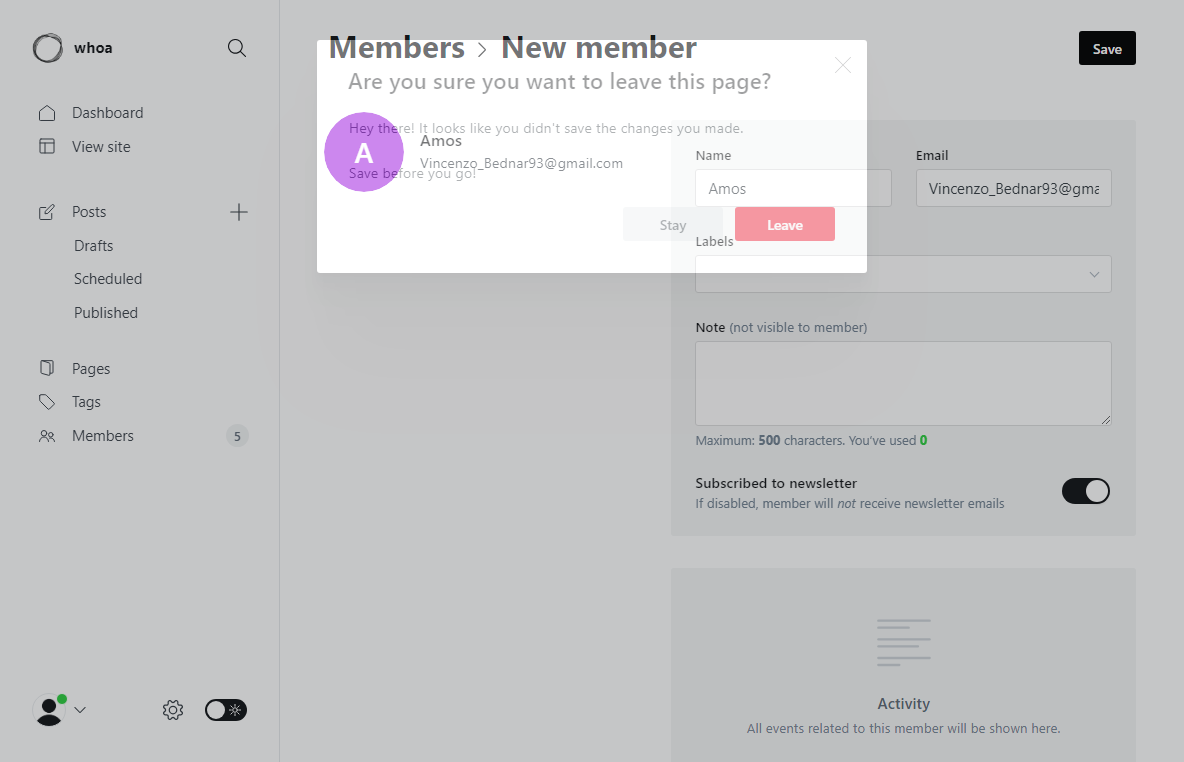 whoa
Dashboard
View site
Posts
Drafts
Scheduled
Published
Pages
Tags
Members
5
Members › New member
Save
Are you sure you want to leave this page?
Hey there! It looks like you didn't save the changes you made.
Save before you go!
Stay
Leave
A
Amos
Vincenzo_Bednar93@gmail.com
Name
Email
Amos
Vincenzo_Bednar93@gma
Labels
Note (not visible to member)
Maximum: 500 characters. You've used 0
Subscribed to newsletter
If disabled, member will not receive newsletter emails
Activity
All events related to this member will be shown here.